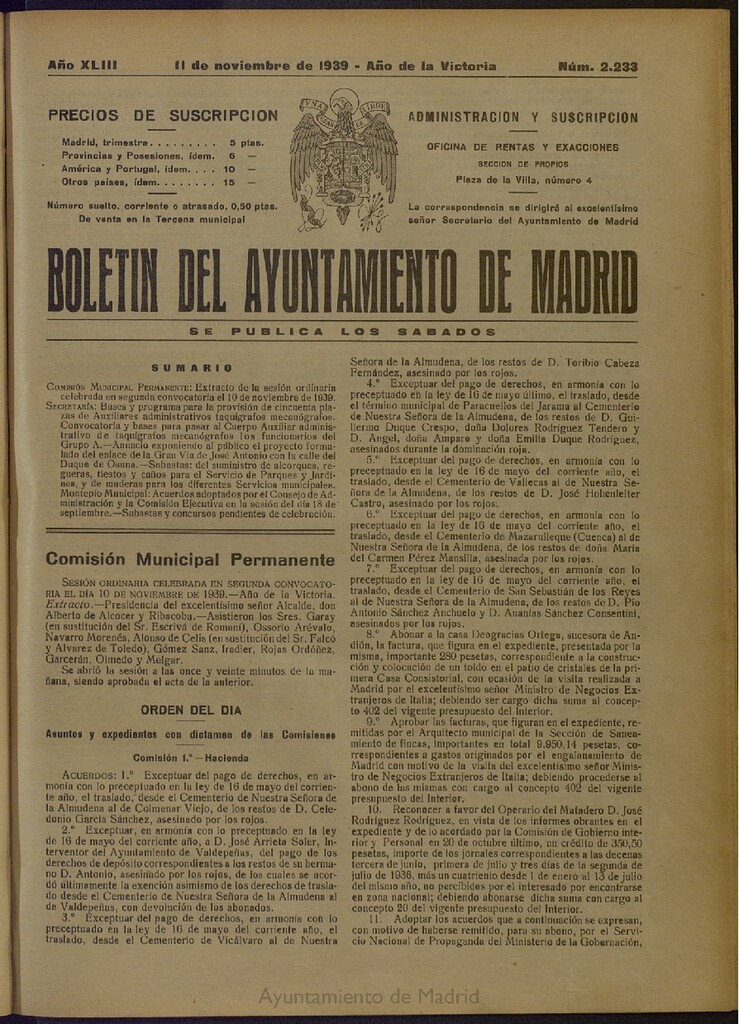 Año XLIII 11 de noviembre de 1939 - Año de la Victoria Núm. 2.233
PRECIOS DE SUSCRIPCION
Madrid, trimestre. . . . . . . . . 5 ptas.
Provincias y Posesiones, ídem. 6 —
América y Portugal, ídem. . . . 10 —
Otros países, ídem. . . . . . . . 15 —
Número suelto, corriente o atrasado, 0,50 ptas.
De venta en la Tercena municipal
ADMINISTRACION Y SUSCRIPCION
OFICINA DE RENTAS Y EXACCIONES
SECCION DE PROPIOS
Plaza de la Villa, número 4
La correspondencia se dirigirá al excelentísimo
señor Secretario del Ayuntamiento de Madrid
BOLETIN DEL AYUNTAMIENTO DE MADRID
SE PUBLICA LOS SABADOS
SUMARIO
COMISIÓN MUNICIPAL PERMANENTE: Extracto de la sesión ordinaria
celebrada en segunda convocatoria el 10 de noviembre de 1939.
SECRETARÍA: Bases y programa para la provisión de cincuenta pla-
zas de Auxiliares administrativos taquígrafos mecanógrafos.
Convocatoria y bases para pasar al Cuerpo Auxiliar administra-
tivo de taquígrafos mecanógrafos los funcionarios del
Grupo A.—Anuncio exponiendo al público el proyecto formu-
lado del enlace de la Gran Vía de José Antonio con la calle del
Duque de Osuna.—Subastas: del suministro de alcorques, re-
gueras, tiestos y caños para el Servicio de Parques y Jardi-
nes, y de maderas para los diferentes Servicios municipales.
Montepío Municipal: Acuerdos adoptados por el Consejo de Ad-
ministración y la Comisión Ejecutiva en la sesión del día 18 de
septiembre.—Subastas y concursos pendientes de celebración.
Comisión Municipal Permanente
SESIÓN ORDINARIA CELEBRADA EN SEGUNDA CONVOCATO-
RIA EL DÍA 10 DE NOVIEMBRE DE 1939.—Año de la Victoria.
Extracto.—Presidencia del excelentísimo señor Alcalde, don
Alberto de Alcocer y Ribacoba.—Asistieron los Sres. Garay
(en sustitución del Sr. Escrivá de Romaní), Ossorio Arévalo,
Navarro Morenés, Alonso de Celis (en sustitución del Sr. Falcó
y Alvarez de Toledo), Gómez Sanz, Iradier, Rojas Ordóñez,
Garcerán, Olmedo y Melgar.
Se abrió la sesión a las once y veinte minutos de la ma-
ñana, siendo aprobada el acta de la anterior.
ORDEN DEL DIA
Asuntos y expedientes con dictamen de las Comisiones
Comisión 1.ª — Hacienda
ACUERDOS: 1.º Exceptuar del pago de derechos, en ar-
monía con lo preceptuado en la ley de 16 de mayo del corrien-
te año, el traslado, desde el Cementerio de Nuestra Señora de
la Almudena al de Colmenar Viejo, de los restos de D. Cele-
donio García Sánchez, asesinado por los rojos.
2.º Exceptuar, en armonía con lo preceptuado en la ley
de 16 de mayo del corriente año, a D. José Arrieta Soler, In-
terventor del Ayuntamiento de Valdepeñas, del pago de los
derechos de depósito correspondientes a los restos de su herma-
no D. Antonio, asesinado por los rojos, de los cuales se acor-
dó últimamente la exención asimismo de los derechos de trasla-
do desde el Cementerio de Nuestra Señora de la Almudena al
de Valdepeñas, con devolución de los abonados.
3.º Exceptuar del pago de derechos, en armonía con lo
preceptuado en la ley de 16 de mayo del corriente año, el
traslado, desde el Cementerio de Vicálvaro al de Nuestra
Señora de la Almudena, de los restos de D. Toribio Cabeza
Fernández, asesinado por los rojos.
4.º Exceptuar del pago de derechos, en armonía con lo
preceptuado en la ley de 16 de mayo último, el traslado, desde
el término municipal de Paracuellos del Jarama al Cementerio
de Nuestra Señora de la Almudena, de los restos de D. Gui-
llermo Duque Crespo, doña Dolores Rodríguez Tendero y
D. Angel, doña Amparo y doña Emilia Duque Rodríguez,
asesinados durante la dominación roja.
5.º Exceptuar del pago de derechos, en armonía con lo
preceptuado en la ley de 16 de mayo del corriente año, el
traslado, desde el Cementerio de Vallecas al de Nuestra Se-
ñora de la Almudena, de los restos de D. José Hohenleiter
Castro, asesinado por los rojos.
6.º Exceptuar del pago de derechos, en armonía con lo
preceptuado en la ley de 16 de mayo del corriente año, el
traslado, desde el Cementerio de Mazarulleque (Cuenca) al de
Nuestra Señora de la Almudena, de los restos de doña María
del Carmen Pérez Mansilla, asesinada por los rojos.
7.º Exceptuar del pago de derechos, en armonía con lo
preceptuado en la ley de 16 de mayo del corriente año, el
traslado, desde el Cementerio de San Sebastián de los Reyes
al de Nuestra Señora de la Almudena, de los restos de D. Pío
Antonio Sánchez Anchuelo y D. Ananías Sánchez Consentini,
asesinados por los rojos.
8.º Abonar a la casa Deogracias Ortega, sucesora de An-
dión, la factura, que figura en el expediente, presentada por la
misma, importante 280 pesetas, correspondiente a la construc-
ción y colocación de un toldo en el patio de cristales de la pri-
mera Casa Consistorial, con ocasión de la visita realizada a
Madrid por el excelentísimo señor Ministro de Negocios Ex-
tranjeros de Italia; debiendo ser cargo dicha suma al concep-
to 402 del vigente presupuesto del Interior.
9.º Aprobar las facturas, que figuran en el expediente, re-
mitidas por el Arquitecto municipal de la Sección de Sanea-
miento de fincas, importantes en total 9.950,14 pesetas, co-
rrespondientes a gastos originados por el engalanamiento de
Madrid con motivo de la visita del excelentísimo señor Minis-
tro de Negocios Extranjeros de Italia; debiendo procederse al
abono de las mismas con cargo al concepto 402 del vigente
presupuesto del Interior.
10. Reconocer a favor del Operario del Matadero D. José
Rodríguez Rodríguez, en vista de los informes obrantes en el
expediente y de lo acordado por la Comisión de Gobierno inte-
rior y Personal en 20 de octubre último, un crédito de 350,50
pesetas, importe de los jornales correspondientes a las decenas
tercera de junio, primera de julio y tres días de la segunda
de julio de 1936, más un cuatrienio desde 1 de enero al 13 de julio
del mismo año, no percibidos por el interesado por encontrarse
en zona nacional; debiendo abonarse dicha suma con cargo al
concepto 20 del vigente presupuesto del Interior.
11. Adoptar los acuerdos que a continuación se expresan,
con motivo de haberse remitido, para su abono, por el Servi-
cio Nacional de Propaganda del Ministerio de la Gobernación,
Ayuntamiento de Madrid